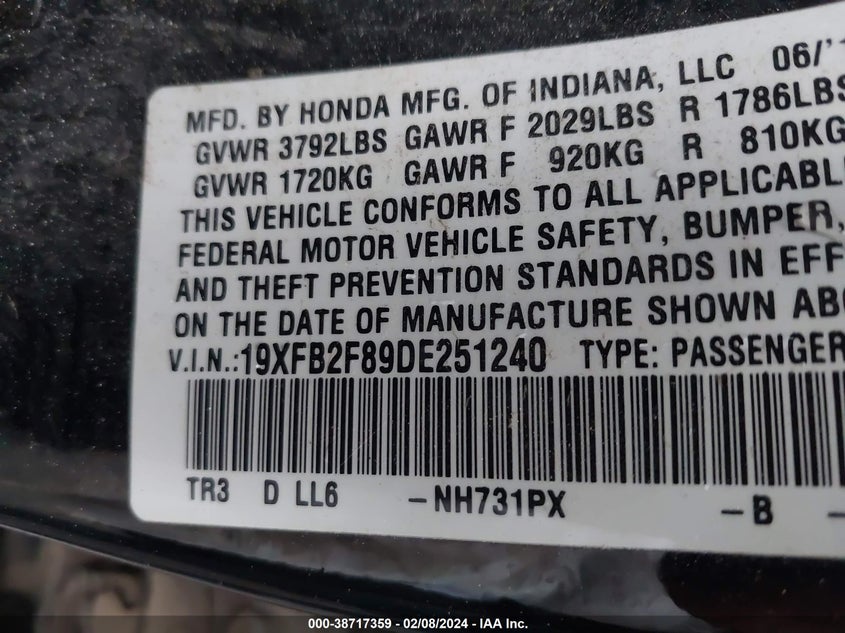 MFD. BY HONDA MFG. OF INDIANA, LLC 06/'1
GVWR 3792LBS GAWR F 2029LBS R 1786LBS
GVWR 1720KG GAWR F 920KG R 810KG
THIS VEHICLE CONFORMS TO ALL APPLICABL
FEDERAL MOTOR VEHICLE SAFETY, BUMPER,
AND THEFT PREVENTION STANDARDS IN EFF
ON THE DATE OF MANUFACTURE SHOWN ABO
V.I.N.:19XFB2F89DE251240 TYPE: PASSENGER
TR3 D LL6 -NH731PX -B -
000-38717359 | 02/08/2024 - IAA Inc.